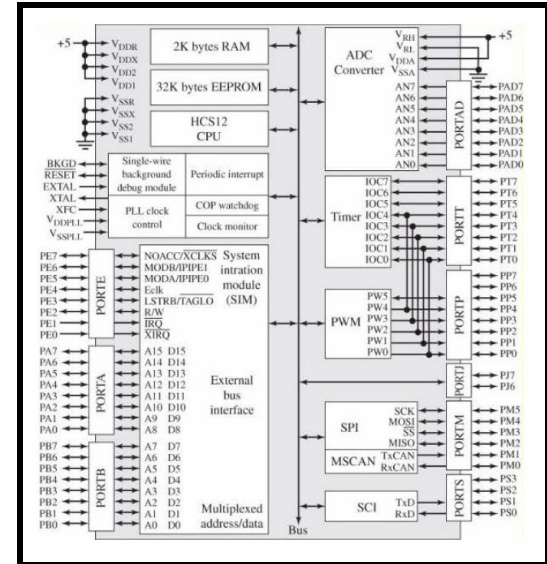 +5
VDDR
VDDX
VDD2
VDD1
VSSR
VSSX
VSS2
VSS1
2K bytes RAM
32K bytes EEPROM
HCS12
CPU
BKGD
RESET
EXTAL
XTAL
XFC
VDDPLL
VSSPLL
Single-wire
background
debug module
Periodic interrupt
PLL clock
control
COP watchdog
Clock monitor
PE7
PE6
PE5
PE4
PE3
PE2
PE1
PE0
PORTE
NOACC/XCLKS
MODB/IPIPE1
MODA/IPIPE0
Eclk
LSTRB/TAGLO
R/W
IRQ
XIRQ
System
intration
module
(SIM)
PA7
PA6
PA5
PA4
PA3
PA2
PA1
PA0
PORTA
A15 D15
A14 D14
A13 D13
A12 D12
A11 D11
A10 D10
A9 D9
A8 D8
External
bus
interface
PB7
PB6
PB5
PB4
PB3
PB2
PB1
PB0
PORTB
A7 D7
A6 D6
A5 D5
A4 D4
A3 D3
A2 D2
A1 D1
A0 D0
Multiplexed
address/data
Bus
ADC
Converter
VRH
VRL
VDDA
VSSA
+5
AN7
AN6
AN5
AN4
AN3
AN2
AN1
AN0
PORTAD
PAD7
PAD6
PAD5
PAD4
PAD3
PAD2
PAD1
PAD0
Timer
IOC7
IOC6
IOC5
IOC4
IOC3
IOC2
IOC1
IOC0
PORTT
PT7
PT6
PT5
PT4
PT3
PT2
PT1
PT0
PWM
PW5
PW4
PW3
PW2
PW1
PW0
PORTP
PP7
PP6
PP5
PP4
PP3
PP2
PP1
PP0
PORTJ
PJ7
PJ6
SPI
SCK
MOSI
SS
MISO
MSCAN
TxCAN
RxCAN
PORTM
PM5
PM4
PM3
PM2
PM1
PM0
SCI
TxD
RxD
PORTS
PS3
PS2
PS1
PS0